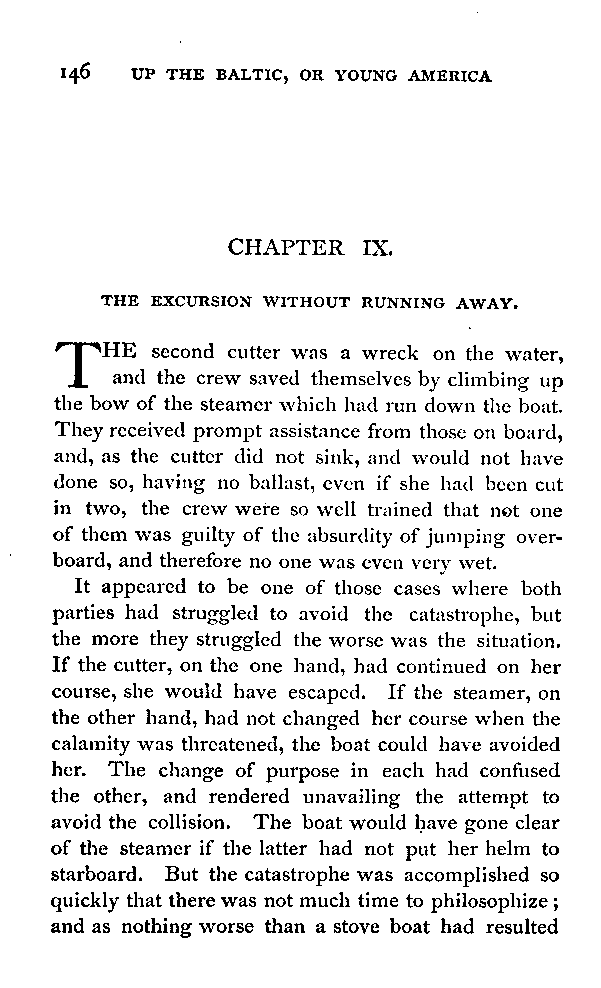 146 UP THE BALTIC, OR YOUNG AMERICA
CHAPTER IX.
THE EXCURSION WITHOUT RUNNING AWAY.
THE second cutter was a wreck on the water,
and the crew saved themselves by climbing up
the bow of the steamer which had run down the boat.
They received prompt assistance from those on board,
and, as the cutter did not sink, and would not have
done so, having no ballast, even if she had been cut
in two, the crew were so well trained that not one
of them was guilty of the absurdity of jumping over-
board, and therefore no one was even very wet.
It appeared to be one of those cases where both
parties had struggled to avoid the catastrophe, but
the more they struggled the worse was the situation.
If the cutter, on the one hand, had continued on her
course, she would have escaped. If the steamer, on
the other hand, had not changed her course when the
calamity was threatened, the boat could have avoided
her. The change of purpose in each had confused
the other, and rendered unavailing the attempt to
avoid the collision. The boat would have gone clear
of the steamer if the latter had not put her helm to
starboard. But the catastrophe was accomplished so
quickly that there was not much time to philosophize;
and as nothing worse than a stove boat had resulted